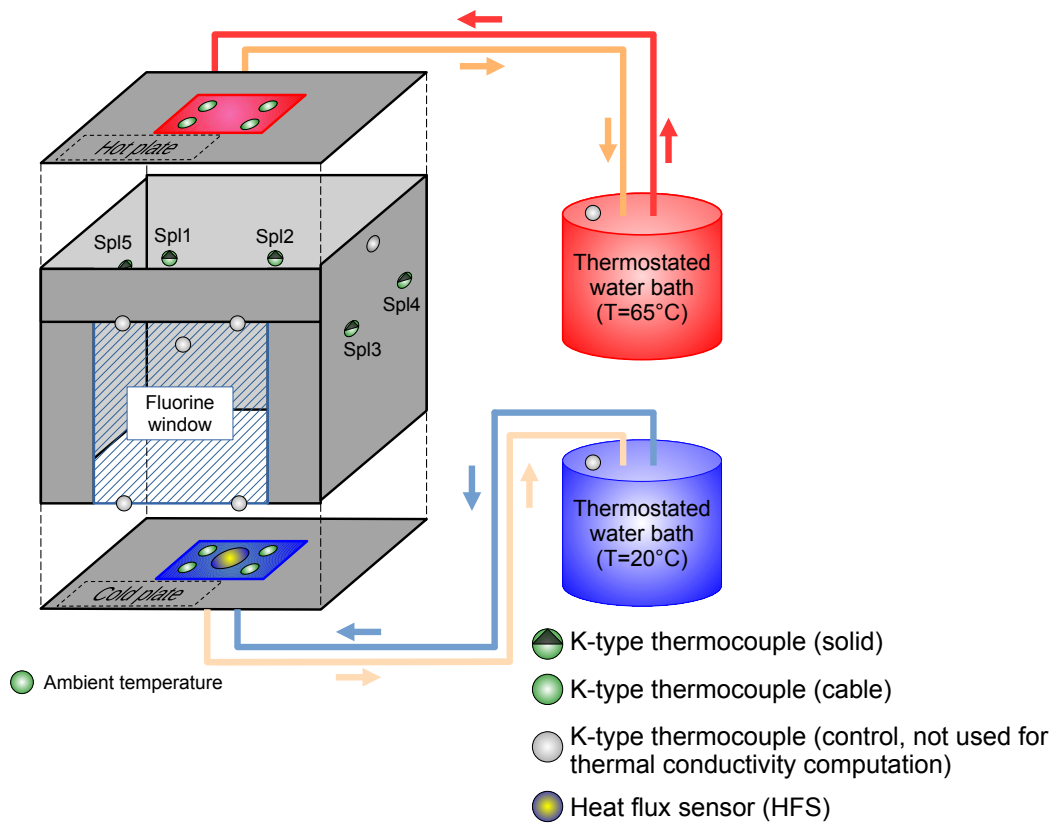 Hot plate
Spl5
Spl1
Spl2
Spl4
Spl3
Fluorine
window
Thermostated
water bath
(T=65°C)
Thermostated
water bath
(T=20°C)
Cold plate
Ambient temperature
K-type thermocouple (solid)
K-type thermocouple (cable)
K-type thermocouple (control, not used for
thermal conductivity computation)
Heat flux sensor (HFS)